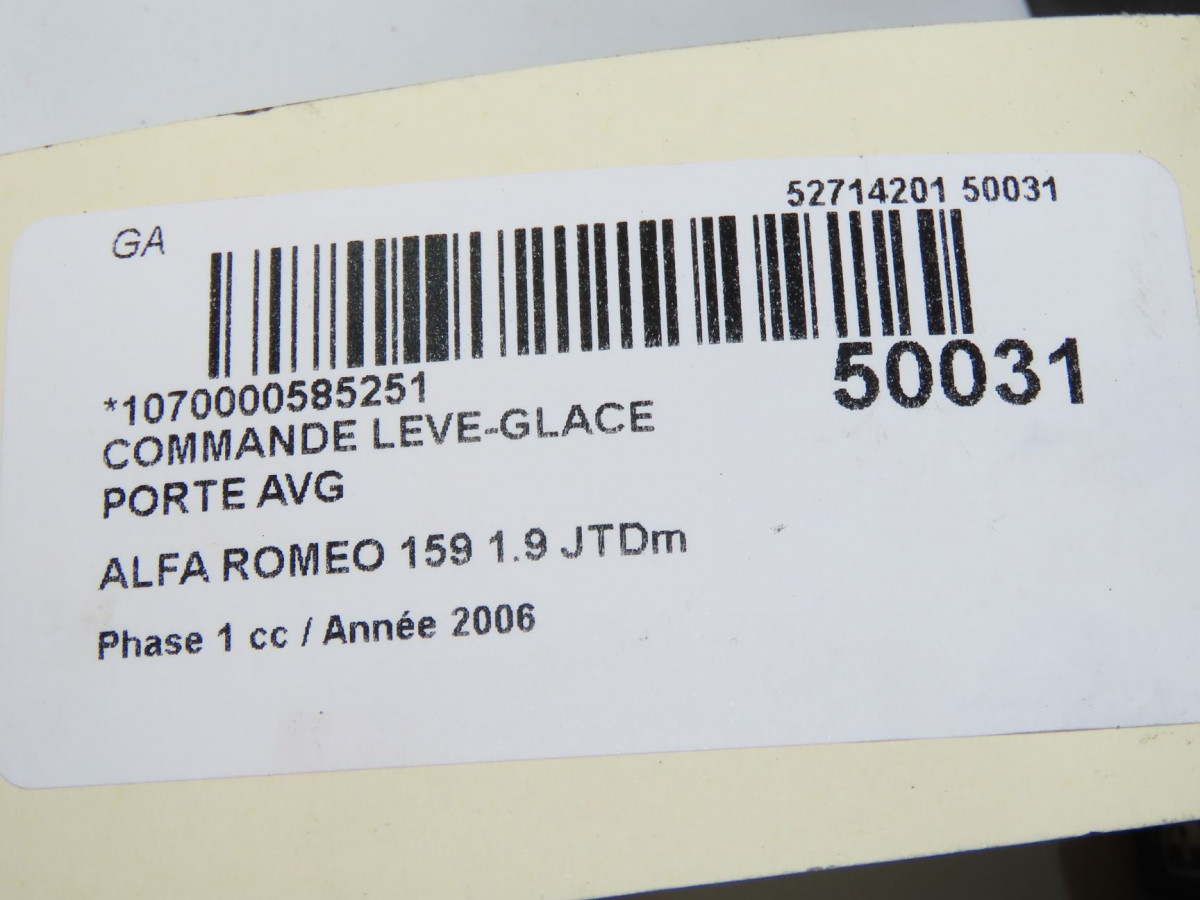 52714201 50031
GA
50031
*1070000585251
COMMANDE LEVE-GLACE
PORTE AVG
ALFA ROMEO 159 1.9 JTDm
Phase 1 cc / Année 2006